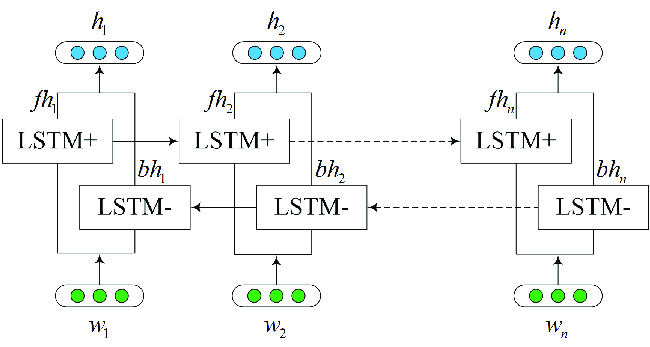 h1 h2 hn
fh1 fh2 fhn
LSTM+ LSTM+ LSTM+
bh1 bh2 bhn
LSTM- LSTM- LSTM-
w1 w2 wn